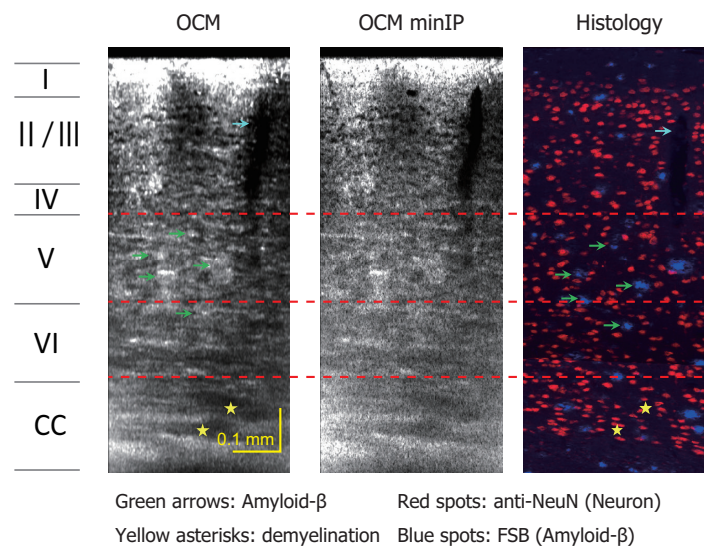 OCM OCM minIP Histology
I
II / III
IV
V
VI
CC
0.1 mm
Green arrows: Amyloid-β Red spots: anti-NeuN (Neuron)
Yellow asterisks: demyelination Blue spots: FSB (Amyloid-β)